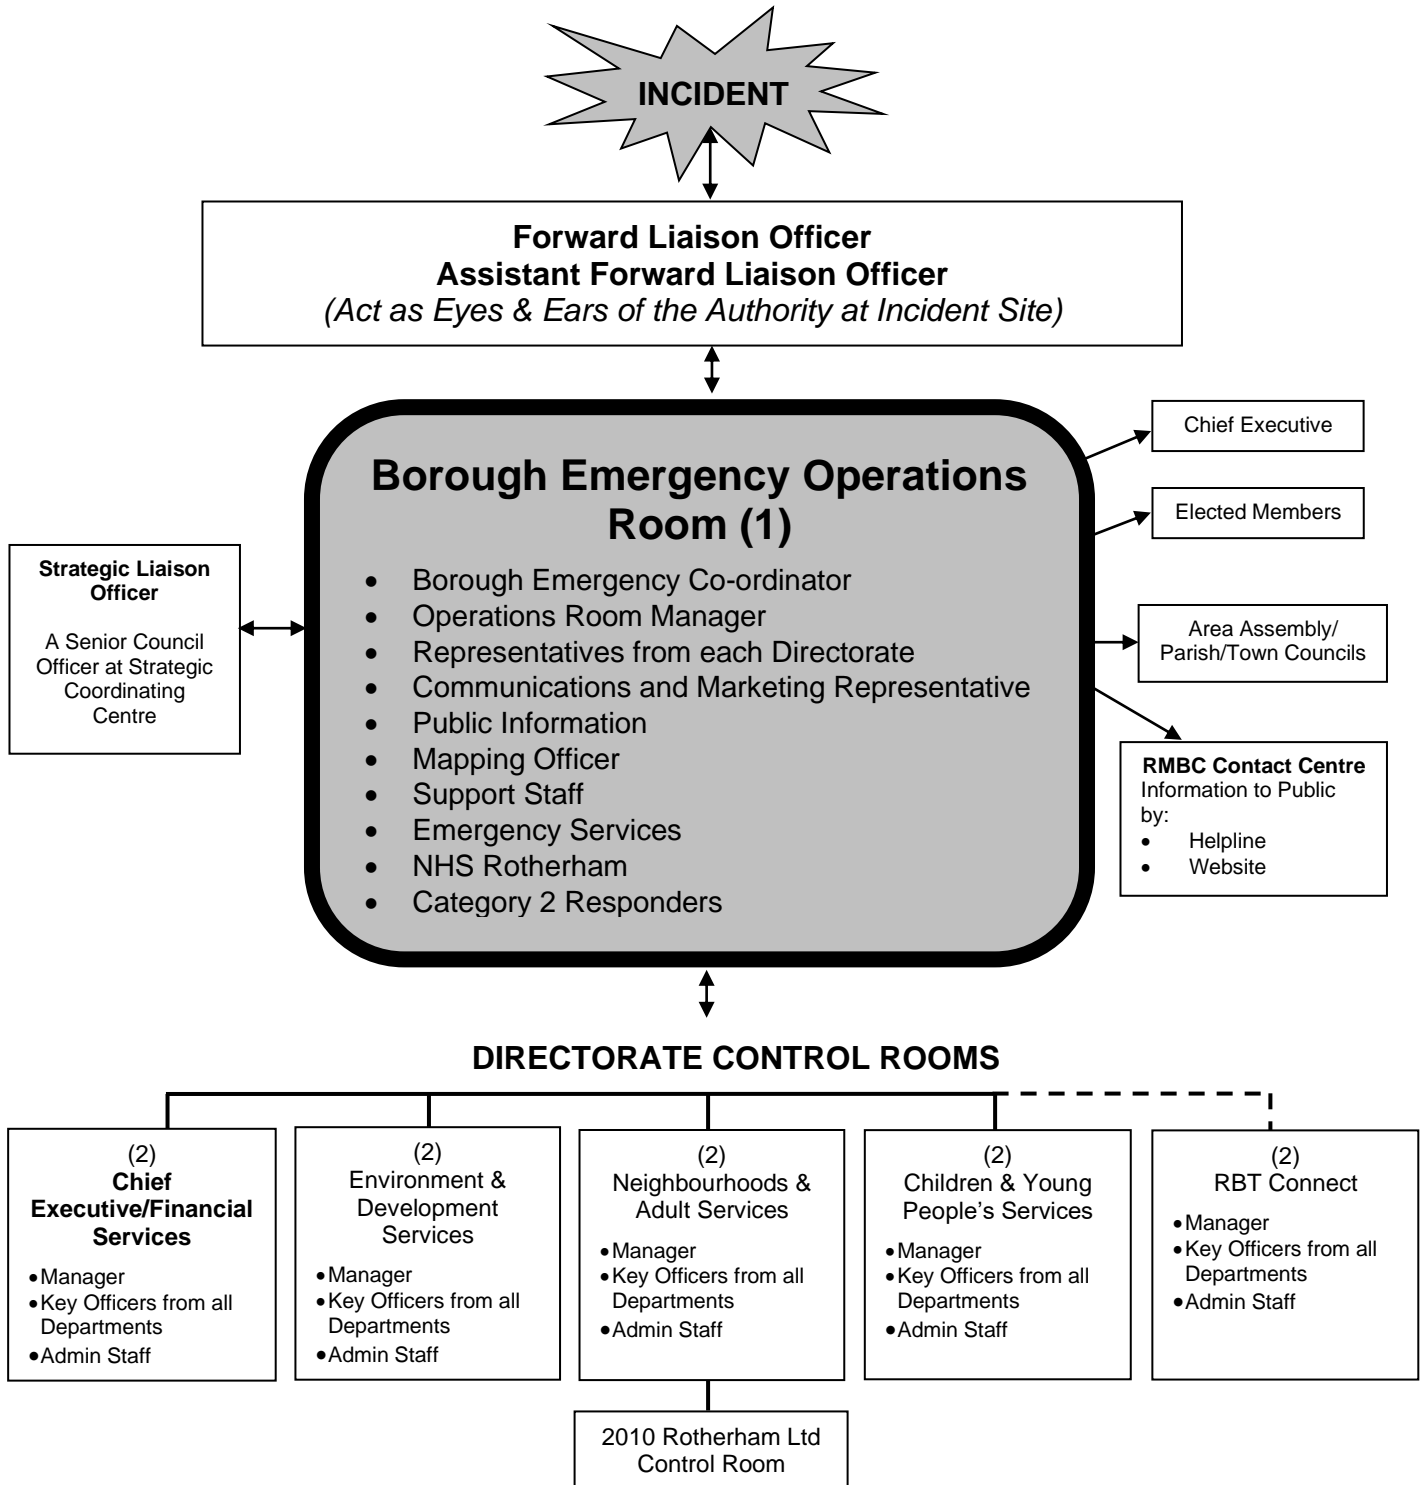 INCIDENT
Forward Liaison Officer
Assistant Forward Liaison Officer
(Act as Eyes & Ears of the Authority at Incident Site)
Borough Emergency Operations
Room (1)
• Borough Emergency Co-ordinator
• Operations Room Manager
• Representatives from each Directorate
• Communications and Marketing Representative
• Public Information
• Mapping Officer
• Support Staff
• Emergency Services
• NHS Rotherham
• Category 2 Responders
Strategic Liaison
Officer
A Senior Council
Officer at Strategic
Coordinating
Centre
Chief Executive
Elected Members
Area Assembly/
Parish/Town Councils
RMBC Contact Centre
Information to Public
by:
• Helpline
• Website
DIRECTORATE CONTROL ROOMS
(2)
Chief
Executive/Financial
Services
• Manager
• Key Officers from all
Departments
• Admin Staff
(2)
Environment &
Development
Services
• Manager
• Key Officers from all
Departments
• Admin Staff
(2)
Neighbourhoods &
Adult Services
• Manager
• Key Officers from all
Departments
• Admin Staff
(2)
Children & Young
People’s Services
• Manager
• Key Officers from all
Departments
• Admin Staff
(2)
RBT Connect
• Manager
• Key Officers from all
Departments
• Admin Staff
2010 Rotherham Ltd
Control Room